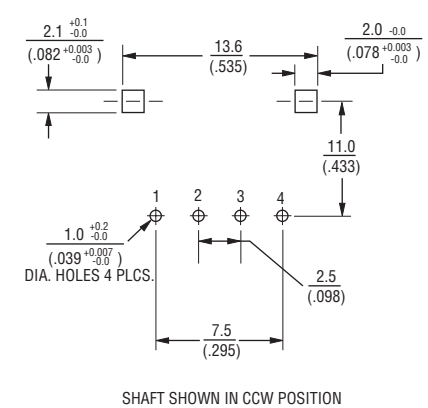 2.1 +0.1 -0.0
(.082 +0.003 -0.0)
13.6
(.535)
2.0 -0.0
(.078 +0.003 -0.0)
11.0
(.433)
1 2 3 4
1.0 +0.2 -0.0
(.039 +0.007 -0.0)
DIA. HOLES 4 PLCS.
2.5
(.098)
7.5
(.295)
SHAFT SHOWN IN CCW POSITION